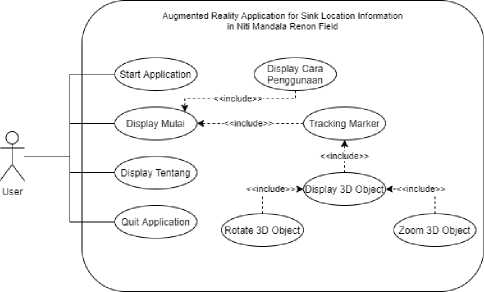 Augmented Reality Application for Sink Location Information
in Niti Mandala Renon Field
Start Application
Display Cara
Penggunaan
<<include>>
Display Mulai
<<include>>
Tracking Marker
<<include>>
User
Display Tentang
<<include>>
Display 3D Object
<<include>>
Quit Application
Rotate 3D Object
Zoom 3D Object